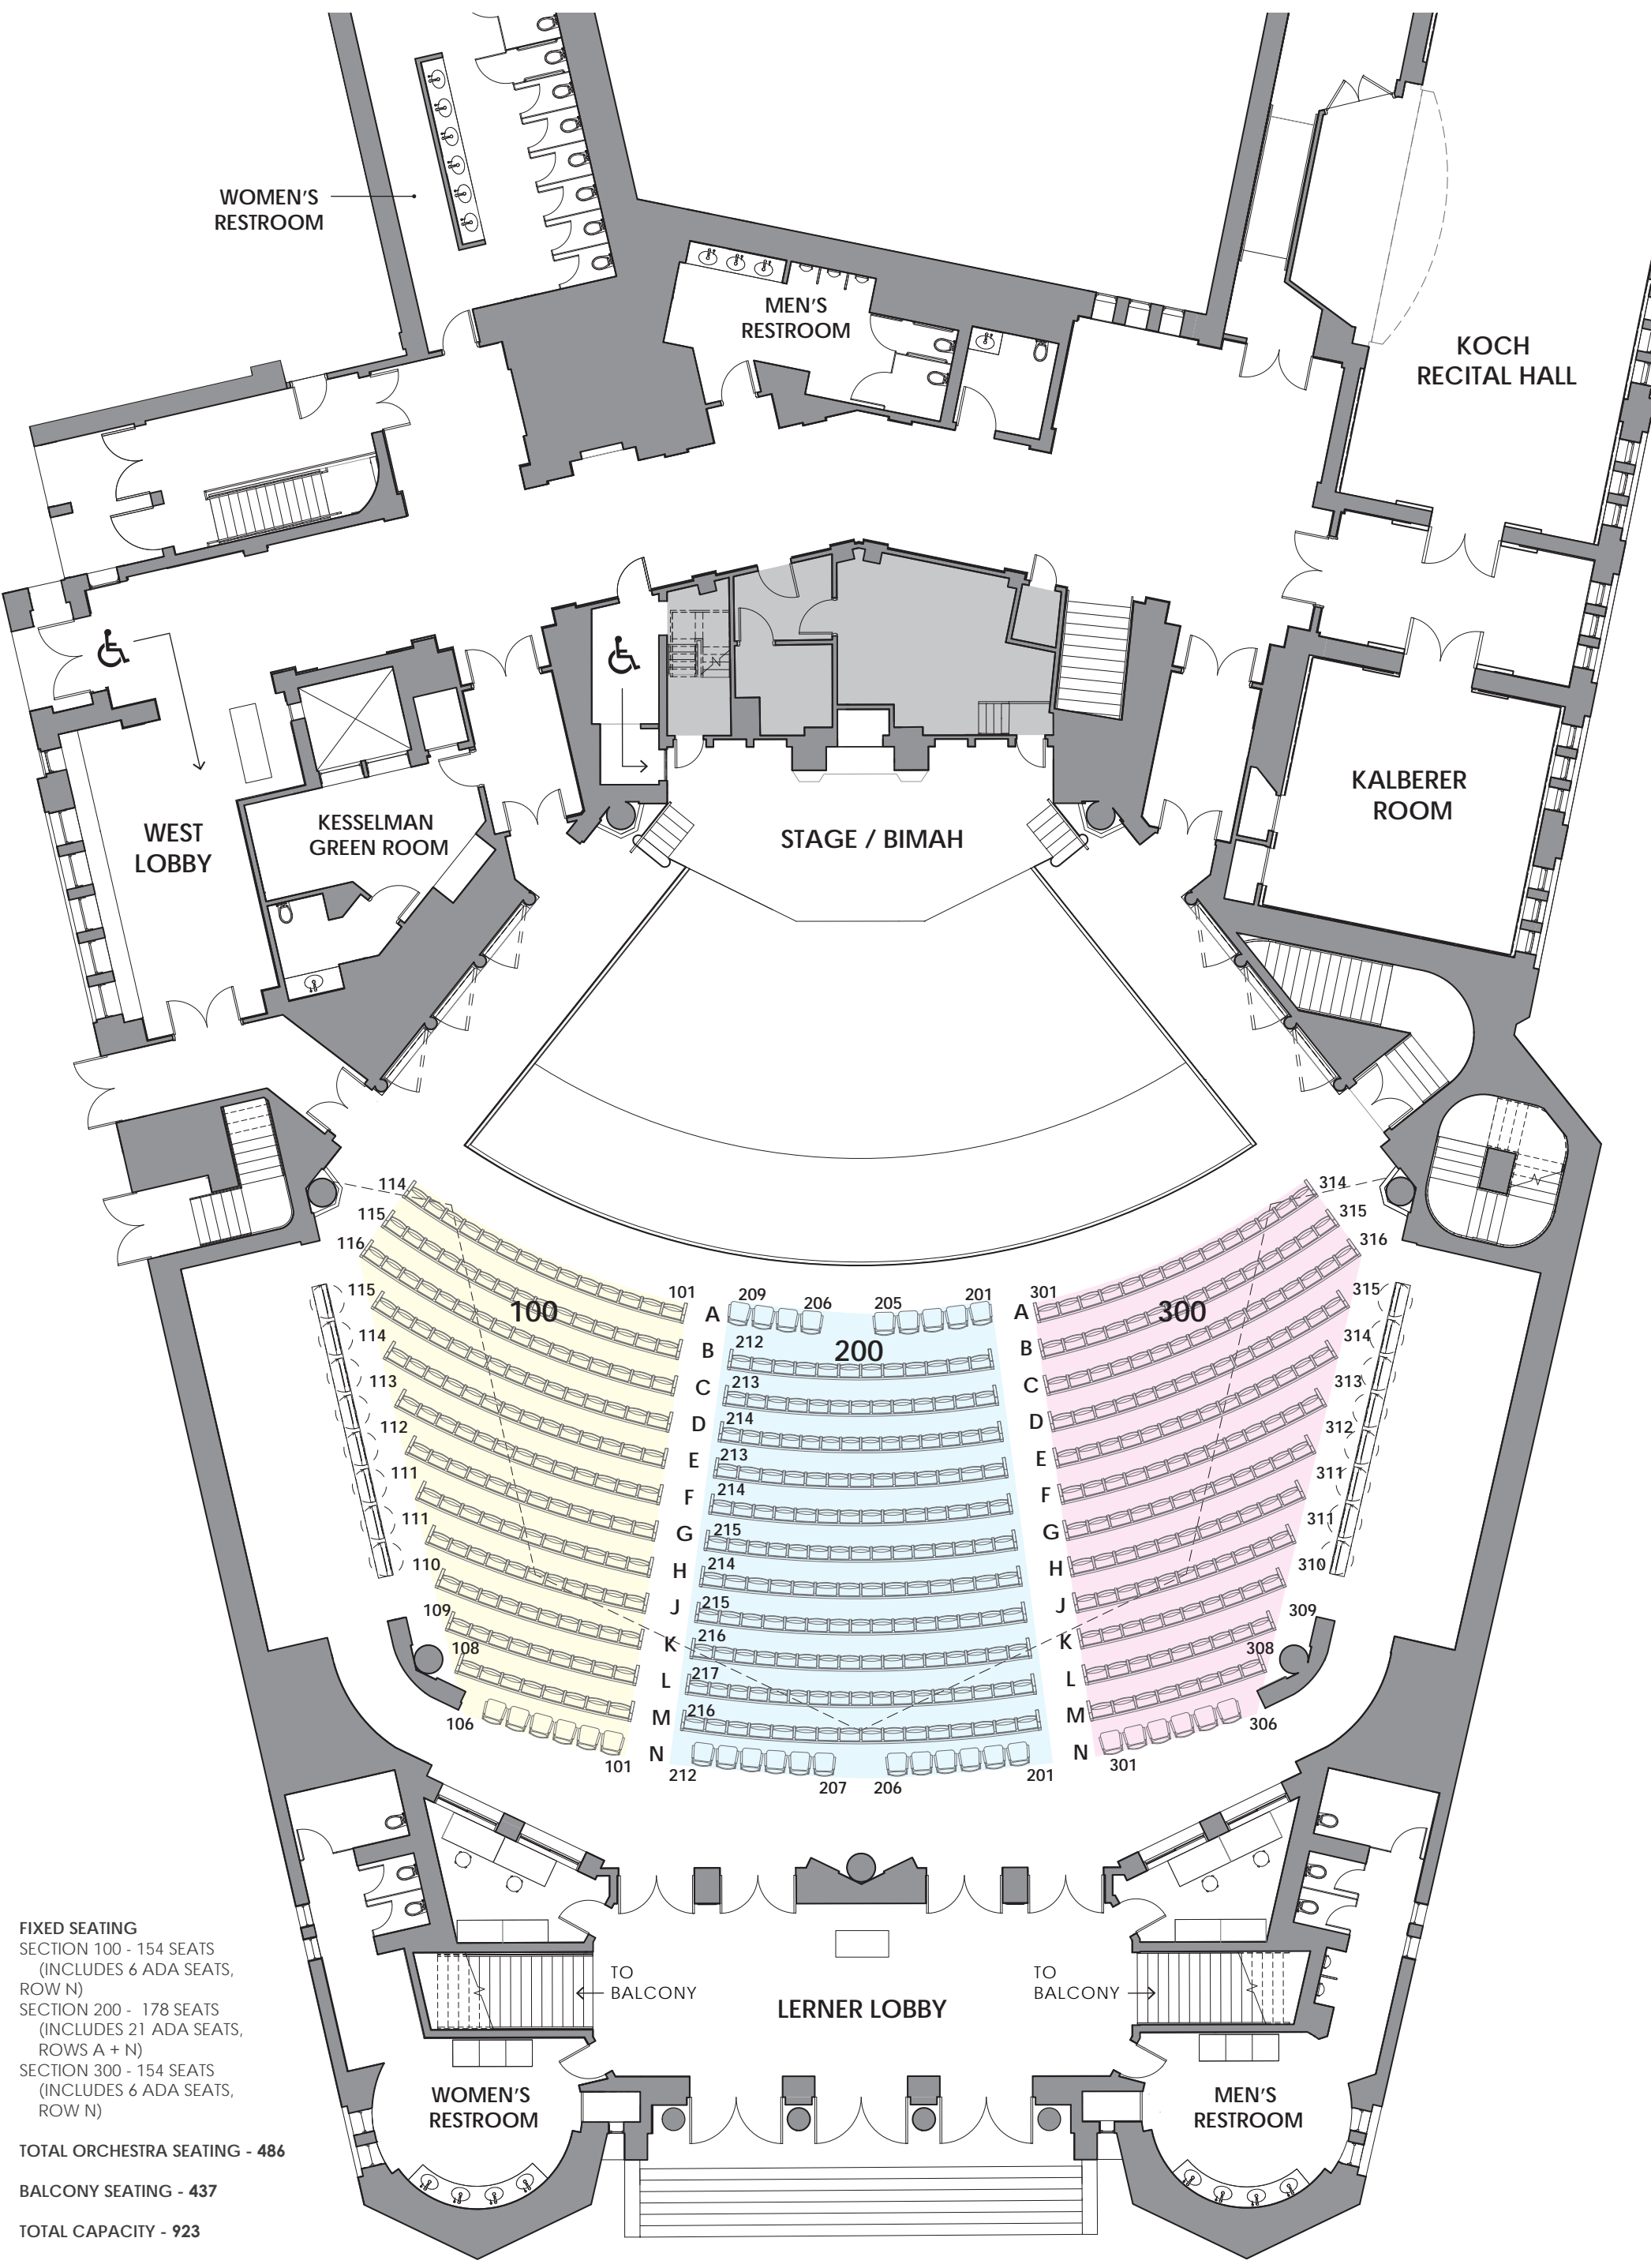 WOMEN'S
RESTROOM
MEN'S
RESTROOM
KOCH
RECITAL HALL
WEST
LOBBY
KESSELMAN
GREEN ROOM
STAGE / BIMAH
KALBERER
ROOM
114
115
116
115
114
113
112
111
111
110
109
108
106
101
100
101
A
B
C
D
E
F
G
H
J
K
L
M
N
209
206
205
201
200
212
213
214
213
214
215
214
215
216
217
216
212
207
206
201
A
B
C
D
E
F
G
H
J
K
L
M
N
301
300
314
315
316
315
314
313
312
311
311
310
309
308
306
301
TO
BALCONY
TO
BALCONY
LERNER LOBBY
WOMEN'S
RESTROOM
MEN'S
RESTROOM
FIXED SEATING
SECTION 100 - 154 SEATS
(INCLUDES 6 ADA SEATS,
ROW N)
SECTION 200 - 178 SEATS
(INCLUDES 21 ADA SEATS,
ROWS A + N)
SECTION 300 - 154 SEATS
(INCLUDES 6 ADA SEATS,
ROW N)
TOTAL ORCHESTRA SEATING - 486
BALCONY SEATING - 437
TOTAL CAPACITY - 923